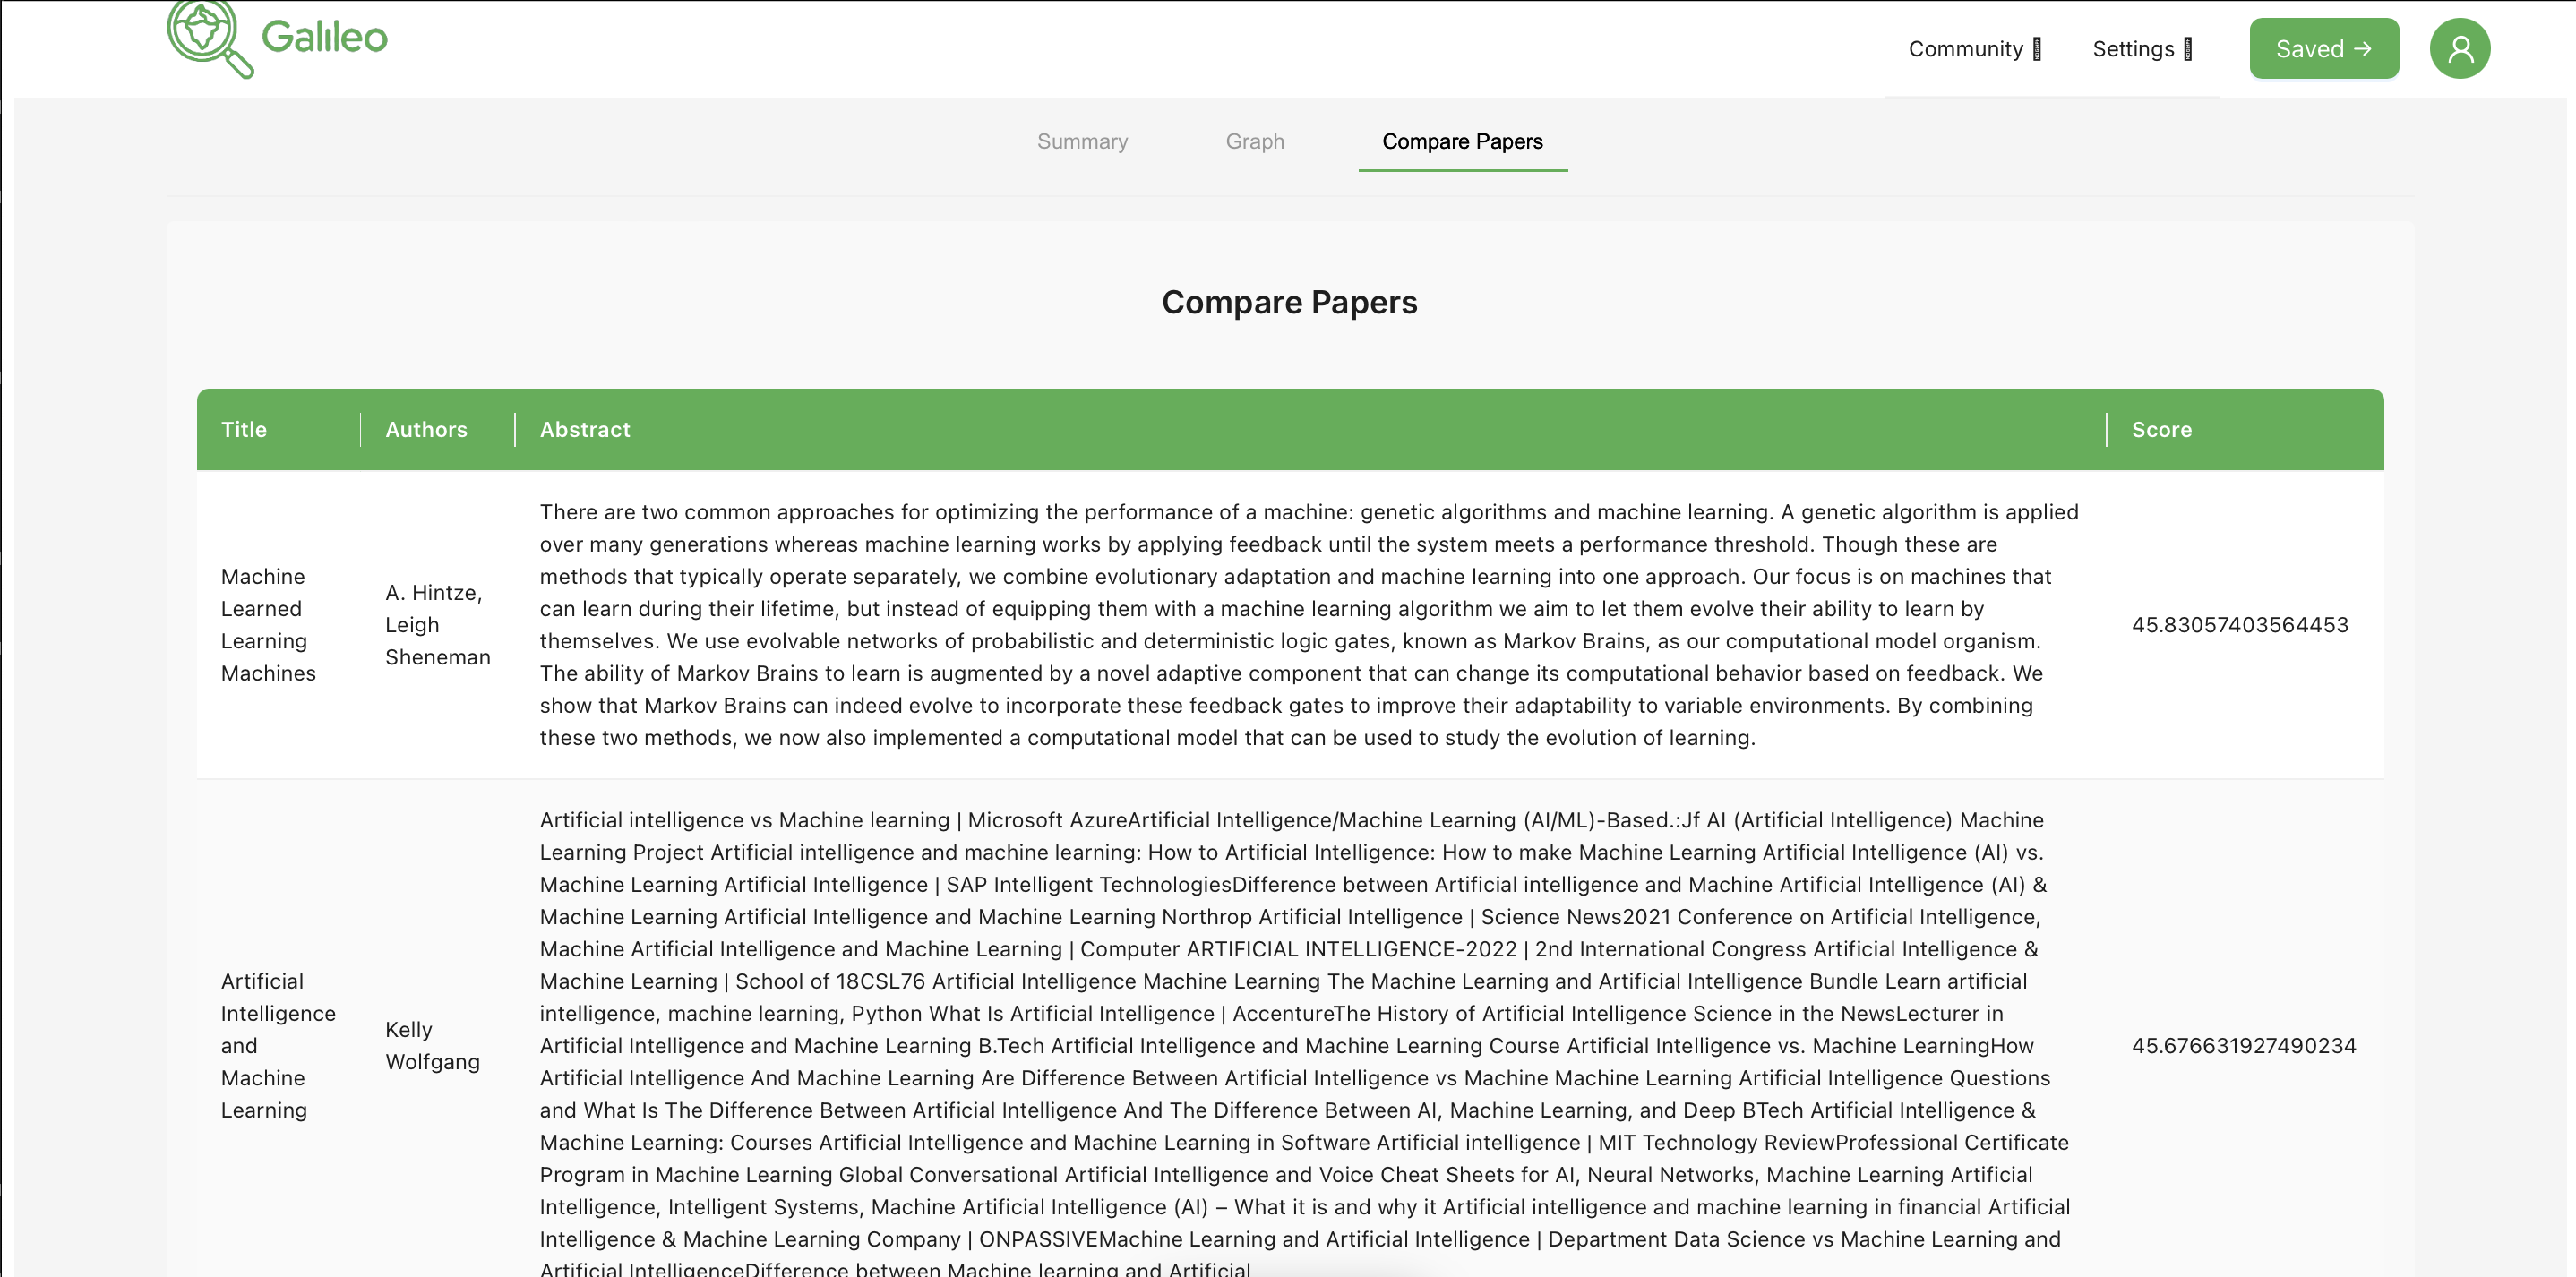 Galileo
Community
Settings
Saved →
Summary
Graph
Compare Papers
Compare Papers
Title
Authors
Abstract
Score
Machine
Learned
Learning
Machines
A. Hintze,
Leigh
Sheneman
There are two common approaches for optimizing the performance of a machine: genetic algorithms and machine learning. A genetic algorithm is applied
over many generations whereas machine learning works by applying feedback until the system meets a performance threshold. Though these are
methods that typically operate separately, we combine evolutionary adaptation and machine learning into one approach. Our focus is on machines that
can learn during their lifetime, but instead of equipping them with a machine learning algorithm we aim to let them evolve their ability to learn by
themselves. We use evolvable networks of probabilistic and deterministic logic gates, known as Markov Brains, as our computational model organism.
The ability of Markov Brains to learn is augmented by a novel adaptive component that can change its computational behavior based on feedback. We
show that Markov Brains can indeed evolve to incorporate these feedback gates to improve their adaptability to variable environments. By combining
these two methods, we now also implemented a computational model that can be used to study the evolution of learning.
45.83057403564453
Artificial
Intelligence
and
Machine
Learning
Kelly
Wolfgang
Artificial intelligence vs Machine learning | Microsoft AzureArtificial Intelligence/Machine Learning (AI/ML)-Based.:Jf AI (Artificial Intelligence) Machine
Learning Project Artificial intelligence and machine learning: How to Artificial Intelligence: How to make Machine Learning Artificial Intelligence (AI) vs.
Machine Learning Artificial Intelligence | SAP Intelligent TechnologiesDifference between Artificial intelligence and Machine Artificial Intelligence (AI) &
Machine Learning Artificial Intelligence and Machine Learning Northrop Artificial Intelligence | Science News2021 Conference on Artificial Intelligence,
Machine Artificial Intelligence and Machine Learning | Computer ARTIFICIAL INTELLIGENCE-2022 | 2nd International Congress Artificial Intelligence &
Machine Learning | School of 18CSL76 Artificial Intelligence Machine Learning The Machine Learning and Artificial Intelligence Bundle Learn artificial
intelligence, machine learning, Python What Is Artificial Intelligence | AccentureThe History of Artificial Intelligence Science in the NewsLecturer in
Artificial Intelligence and Machine Learning B.Tech Artificial Intelligence and Machine Learning Course Artificial Intelligence vs. Machine LearningHow
Artificial Intelligence And Machine Learning Are Difference Between Artificial Intelligence vs Machine Machine Learning Artificial Intelligence Questions
and What Is The Difference Between Artificial Intelligence And The Difference Between AI, Machine Learning, and Deep BTech Artificial Intelligence &
Machine Learning: Courses Artificial Intelligence and Machine Learning in Software Artificial intelligence | MIT Technology ReviewProfessional Certificate
Program in Machine Learning Global Conversational Artificial Intelligence and Voice Cheat Sheets for AI, Neural Networks, Machine Learning Artificial
Intelligence, Intelligent Systems, Machine Artificial Intelligence (AI) – What it is and why it Artificial intelligence and machine learning in financial Artificial
Intelligence & Machine Learning Company | ONPASSIVEMachine Learning and Artificial Intelligence | Department Data Science vs Machine Learning and
Artificial IntelligenceDifference between Machine learning and Artificial
45.676631927490234